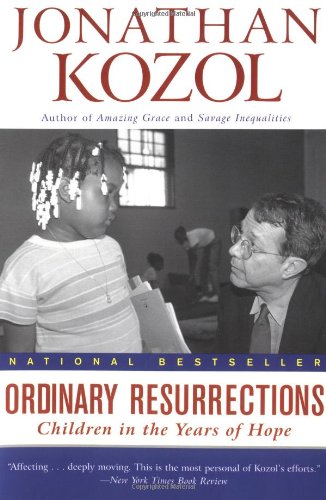 JONATHAN
KOZOL
Author of Amazing Grace and Savage Inequalities
NATIONAL BESTSELLER
ORDINARY RESURRECTIONS
Children in the Years of Hope
"Affecting . . . deeply moving. This is the most personal of Kozol's efforts."
—New York Times Book Review